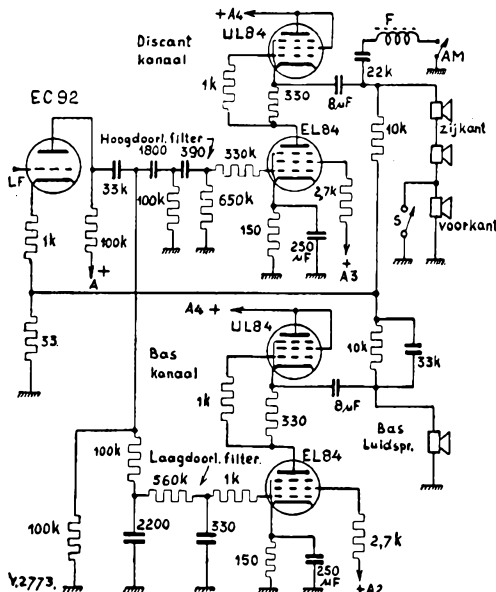 +A4
UL84
Discant
kanaal
1k
330
8µF
22k
F
AM
EC92
Hoogdoorl. filter
1800
390
330k
EL84
10k
zijkant
LF
33k
100k
650k
2,7k
voorkant
S
1k
100k
150
250
µF
+
A
+A3
33
A4+
UL84
Bas
kanaal
10k
33k
1k
8µF
330
Bas
Luidspr.
100k
Laagdoorl. filter.
560k
1k
EL84
100k
2200
330
150
250
µF
2,7k
V.2773.
+A2